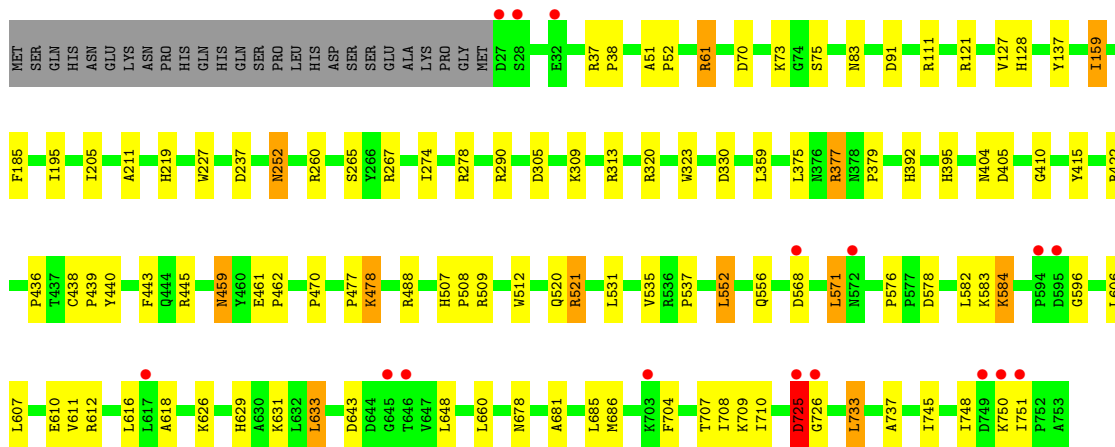 MET SER GLN HIS ASN GLU LYS ASN PRO HIS GLN HIS GLN SER PRO LEU HIS ASP SER SER GLU ALA LYS PRO GLY MET D27 S28 E32 R37 P38 A51 P52 R61 D70 K73 G74 S75 N83 D91 R111 R121 V127 H128 Y137 I159
F185 I195 I205 A211 H219 W227 D237 N252 R260 S265 Y266 R267 I274 R278 R290 D305 K309 R313 R320 W323 D330 L359 L375 N376 R377 N378 P379 H392 H395 N404 D405 G410 Y415 R422
P436 T437 C438 P439 Y440 F443 Q444 R445 N459 Y460 E461 P462 P470 P477 K478 R488 H507 P508 R509 W512 Q520 R521 L531 V535 R536 P537 L552 Q556 D568 L571 N572 P576 P577 D578 L582 K583 K584 P594 D595 G596 L606
L607 E610 V611 R612 L616 L617 A618 K626 H629 A630 K631 L632 L633 D643 D644 G645 T646 V647 L648 L660 N678 A681 L685 M686 K703 F704 T707 I708 K709 I710 D725 G726 L733 A737 I745 I748 D749 K750 I751 P752 A753